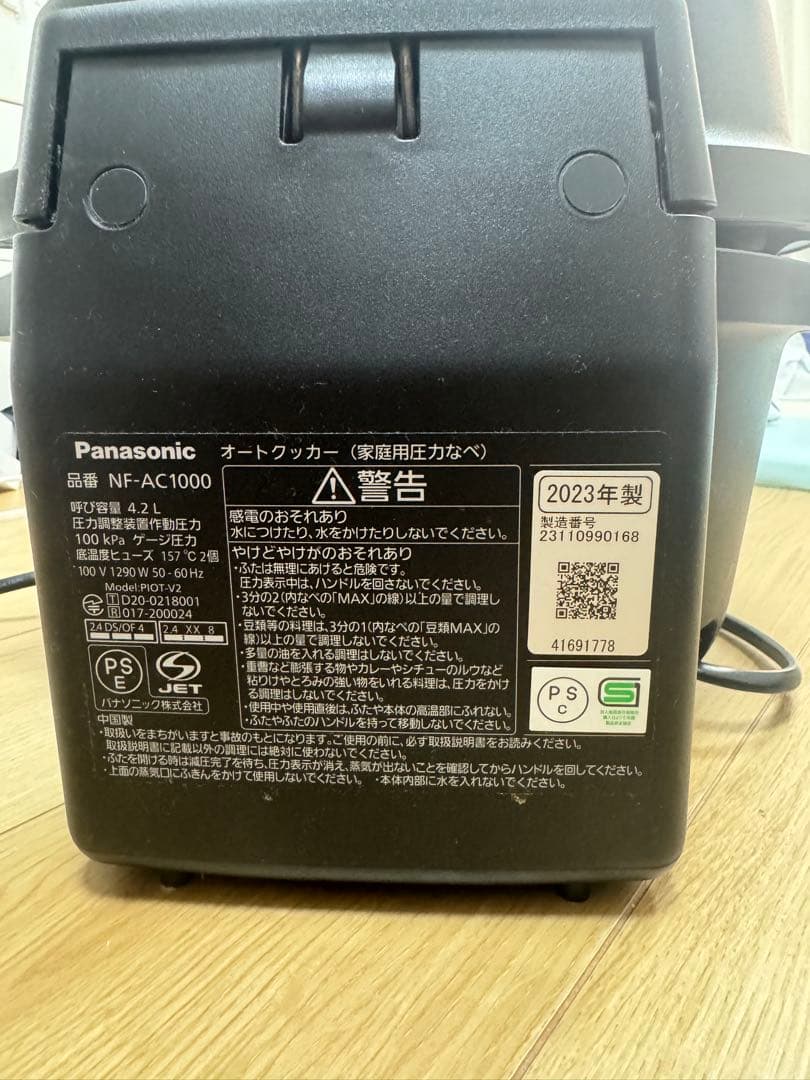 Panasonic オートクッカー（家庭用圧力なべ）
品番 NF-AC1000
呼び容量 4.2 L
圧力調整装置作動圧力
100 kPa ゲージ圧力
底温度ヒューズ 157 ℃ 2個
100 V 1290 W 50 - 60 Hz
Model:PIOT-V2
T D20-0218001
R 017-200024
24 DS/OF 4 2.4 XX 8
PS
E
JET
パナソニック株式会社
中国製
警告
感電のおそれあり
水につけたり、水をかけたりしないでください。
やけどやけがのおそれあり
・ふたは無理にあけると危険です。
圧力表示中は、ハンドルを回さないでください。
・3分の2（内なべの「MAX」の線）以上の量で調理し
ないでください。
・豆類等の料理は、3分の1（内なべの「豆類MAX」の
線）以上の量で調理しないでください。
・多量の油を入れる調理はしないでください。
・重曹など膨張する物やカレーやシチューのルウなど
粘りけやとろみの強い物をいれる料理は、圧力をかけ
る調理はしないでください。
・使用中や使用直後は、ふたや本体の高温部にふれない。
・ふたやふたのハンドルを持って移動しないでください。
2023年製
製造番号
23110990168
41691778
PS
C
S
・取扱いをまちがいますと事故のもとになります。ご使用の前に、必ず取扱説明書をお読みください。
取扱説明書に記載以外の調理には絶対に使わないでください。
・ふたを開ける時は減圧完了を待ち、圧力表示が消え、蒸気が出ないことを確認してからハンドルを回してください。
・上面の蒸気口にふきんをかけて使用しないでください。 ・本体内部に水を入れないでください。